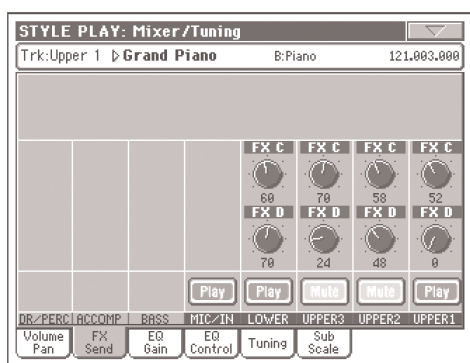 STYLE PLAY: Mixer/Tuning
Trk:Upper 1 ▷Grand Piano B:Piano 121.003.000
FX C FX C FX C FX C
60 70 58 52
FX D FX D FX D FX D
70 24 48 0
Play Play Mute Mute Play
DR/PERC ACCOMP BASS MIC/IN LOWER UPPER3 UPPER2 UPPER1
Volume Pan FX Send EQ Gain EQ Control Tuning Sub Scale